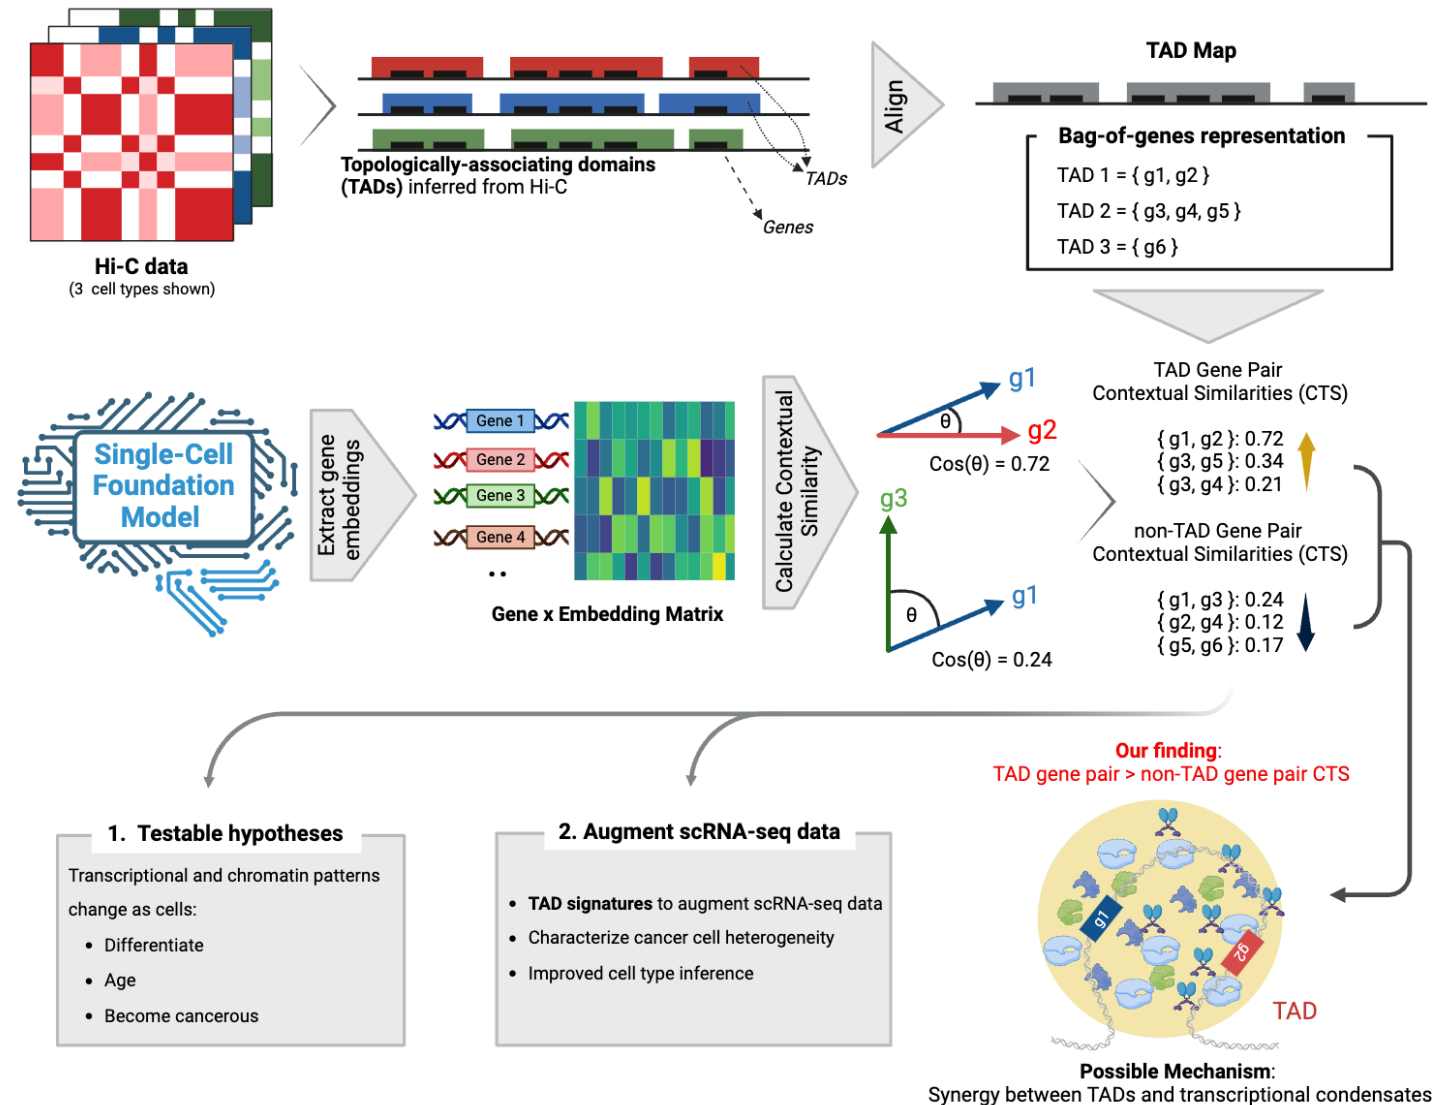 Hi-C data
(3 cell types shown)
Topologically-associating domains
(TADs) inferred from Hi-C
TADs
Genes
Align
TAD Map
Bag-of-genes representation
TAD 1 = { g1, g2 }
TAD 2 = { g3, g4, g5 }
TAD 3 = { g6 }
Single-Cell
Foundation
Model
Extract gene
embeddings
Gene 1
Gene 2
Gene 3
Gene 4
••
Gene x Embedding Matrix
Calculate Contextual
Similarity
g1
θ
g2
Cos(θ) = 0.72
g3
g1
θ
Cos(θ) = 0.24
TAD Gene Pair
Contextual Similarities (CTS)
{ g1, g2 }: 0.72
{ g3, g5 }: 0.34
{ g3, g4 }: 0.21
non-TAD Gene Pair
Contextual Similarities (CTS)
{ g1, g3 }: 0.24
{ g2, g4 }: 0.12
{ g5, g6 }: 0.17
1. Testable hypotheses
Transcriptional and chromatin patterns
change as cells:
• Differentiate
• Age
• Become cancerous
2. Augment scRNA-seq data
• TAD signatures to augment scRNA-seq data
• Characterize cancer cell heterogeneity
• Improved cell type inference
Our finding:
TAD gene pair > non-TAD gene pair CTS
g1
g2
TAD
Possible Mechanism:
Synergy between TADs and transcriptional condensates